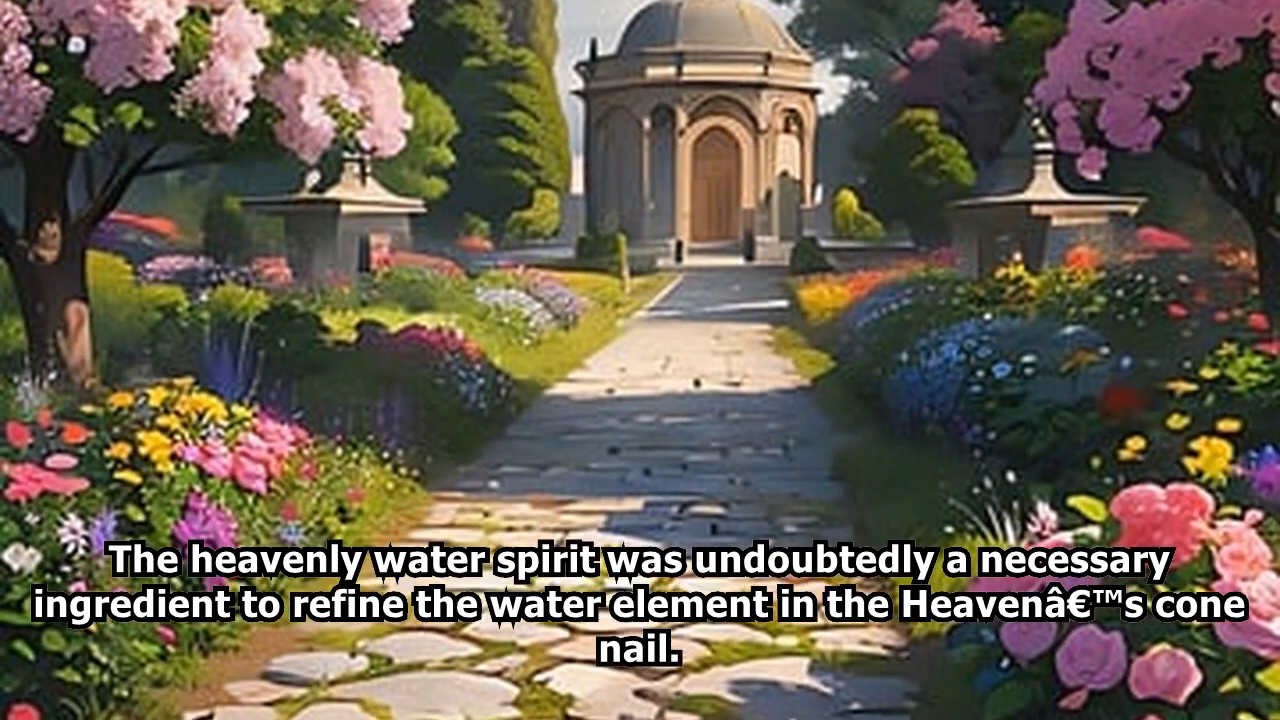 The heavenly water spirit was undoubtedly a necessary
ingredient to refine the water element in the Heavenâ€™s cone
nail.